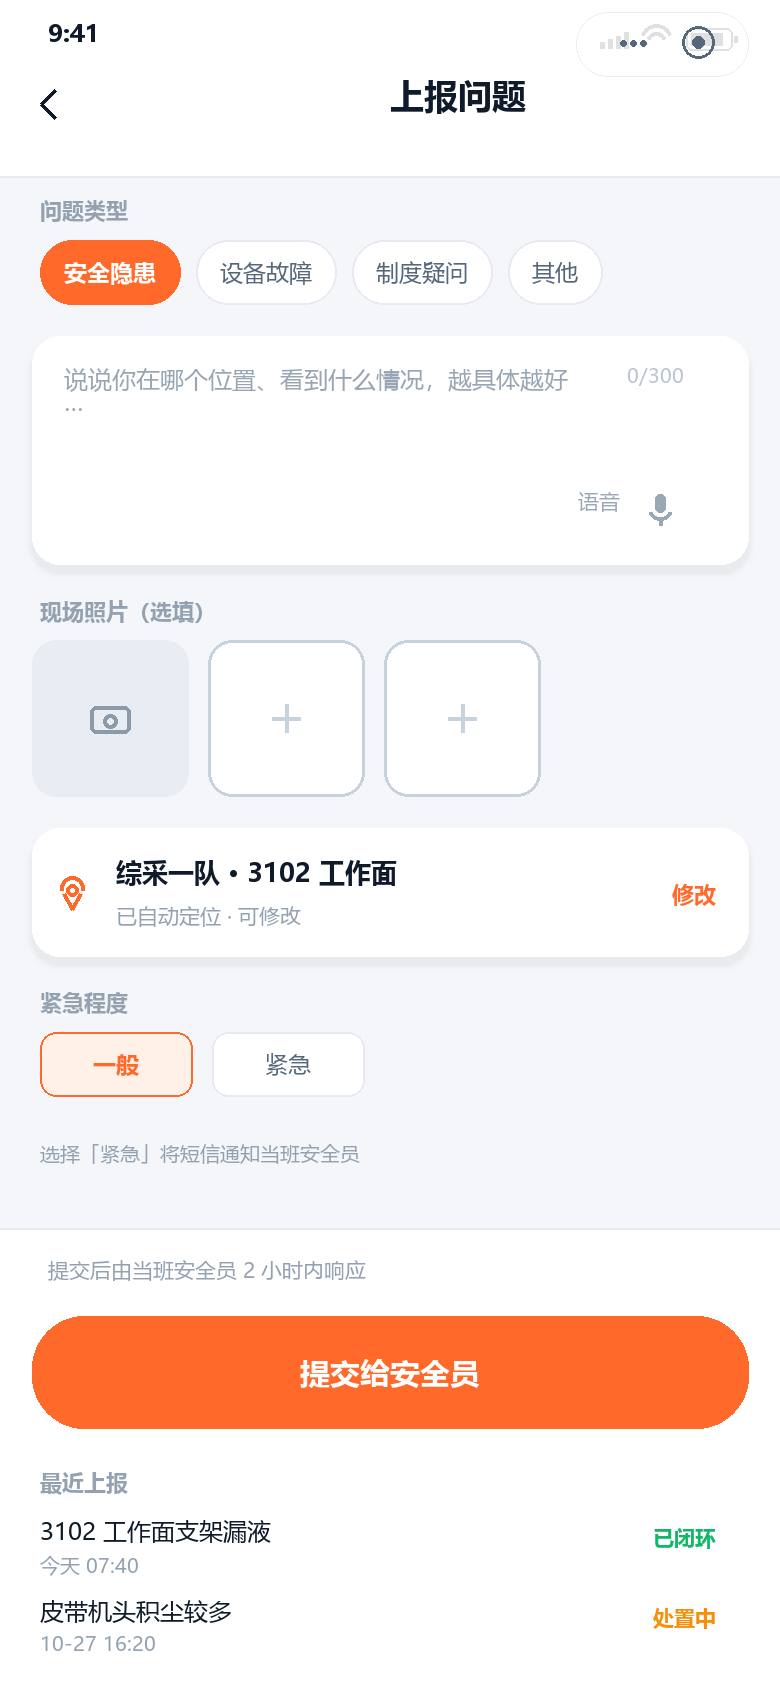 9:41
上报问题
问题类型
安全隐患 设备故障 制度疑问 其他
说说你在哪个位置、看到什么情况，越具体越好 0/300
...
语音
现场照片（选填）
综采一队 • 3102 工作面
修改
已自动定位 · 可修改
紧急程度
一般 紧急
选择「紧急」将短信通知当班安全员
提交后由当班安全员 2 小时内响应
提交给安全员
最近上报
3102 工作面支架漏液
已闭环
今天 07:40
皮带机头积尘较多
处置中
10-27 16:20